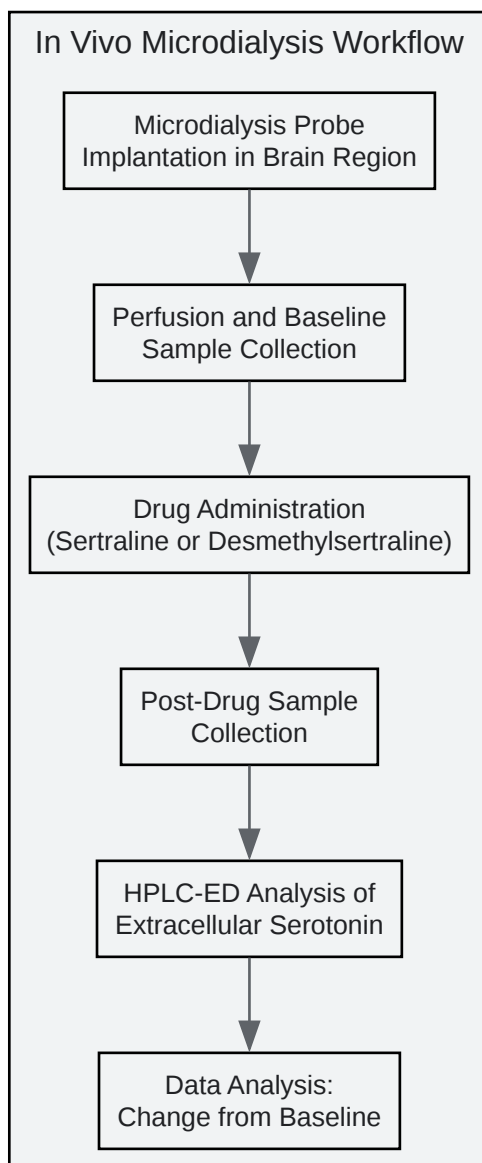 In Vivo Microdialysis Workflow
Microdialysis Probe
Implantation in Brain Region
Perfusion and Baseline
Sample Collection
Drug Administration
(Sertraline or Desmethylsertraline)
Post-Drug Sample
Collection
HPLC-ED Analysis of
Extracellular Serotonin
Data Analysis:
Change from Baseline